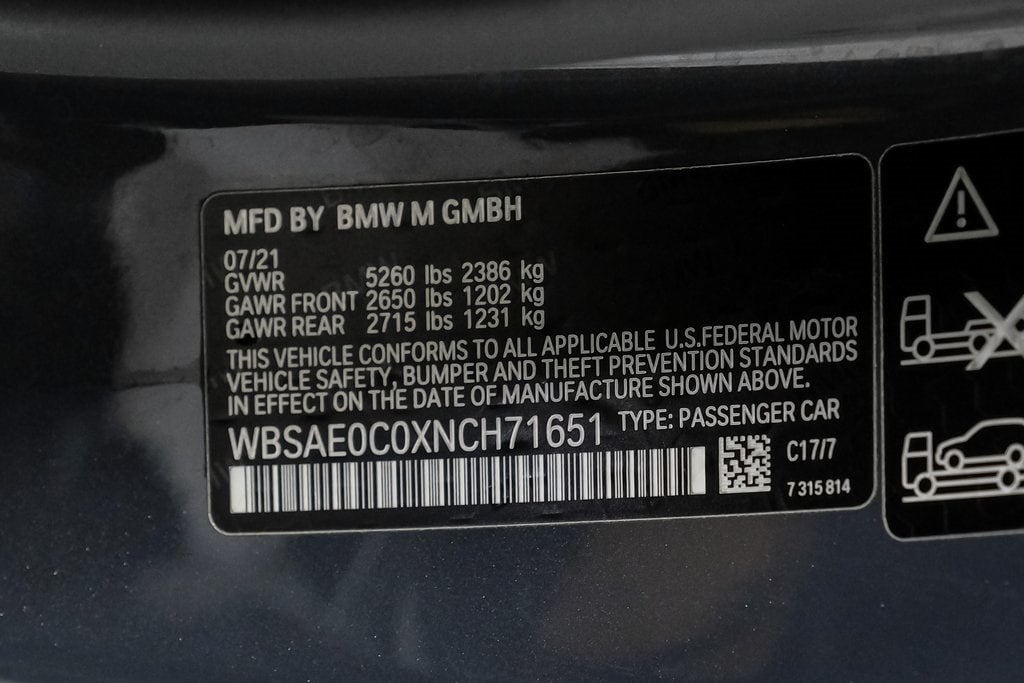 MFD BY BMW M GMBH
07/21
GVWR 5260 lbs 2386 kg
GAWR FRONT 2650 lbs 1202 kg
GAWR REAR 2715 lbs 1231 kg
THIS VEHICLE CONFORMS TO ALL APPLICABLE U.S.FEDERAL MOTOR
VEHICLE SAFETY, BUMPER AND THEFT PREVENTION STANDARDS
IN EFFECT ON THE DATE OF MANUFACTURE SHOWN ABOVE.
WBSAE0C0XNCH71651 TYPE: PASSENGER CAR
C17/7
7 315 814